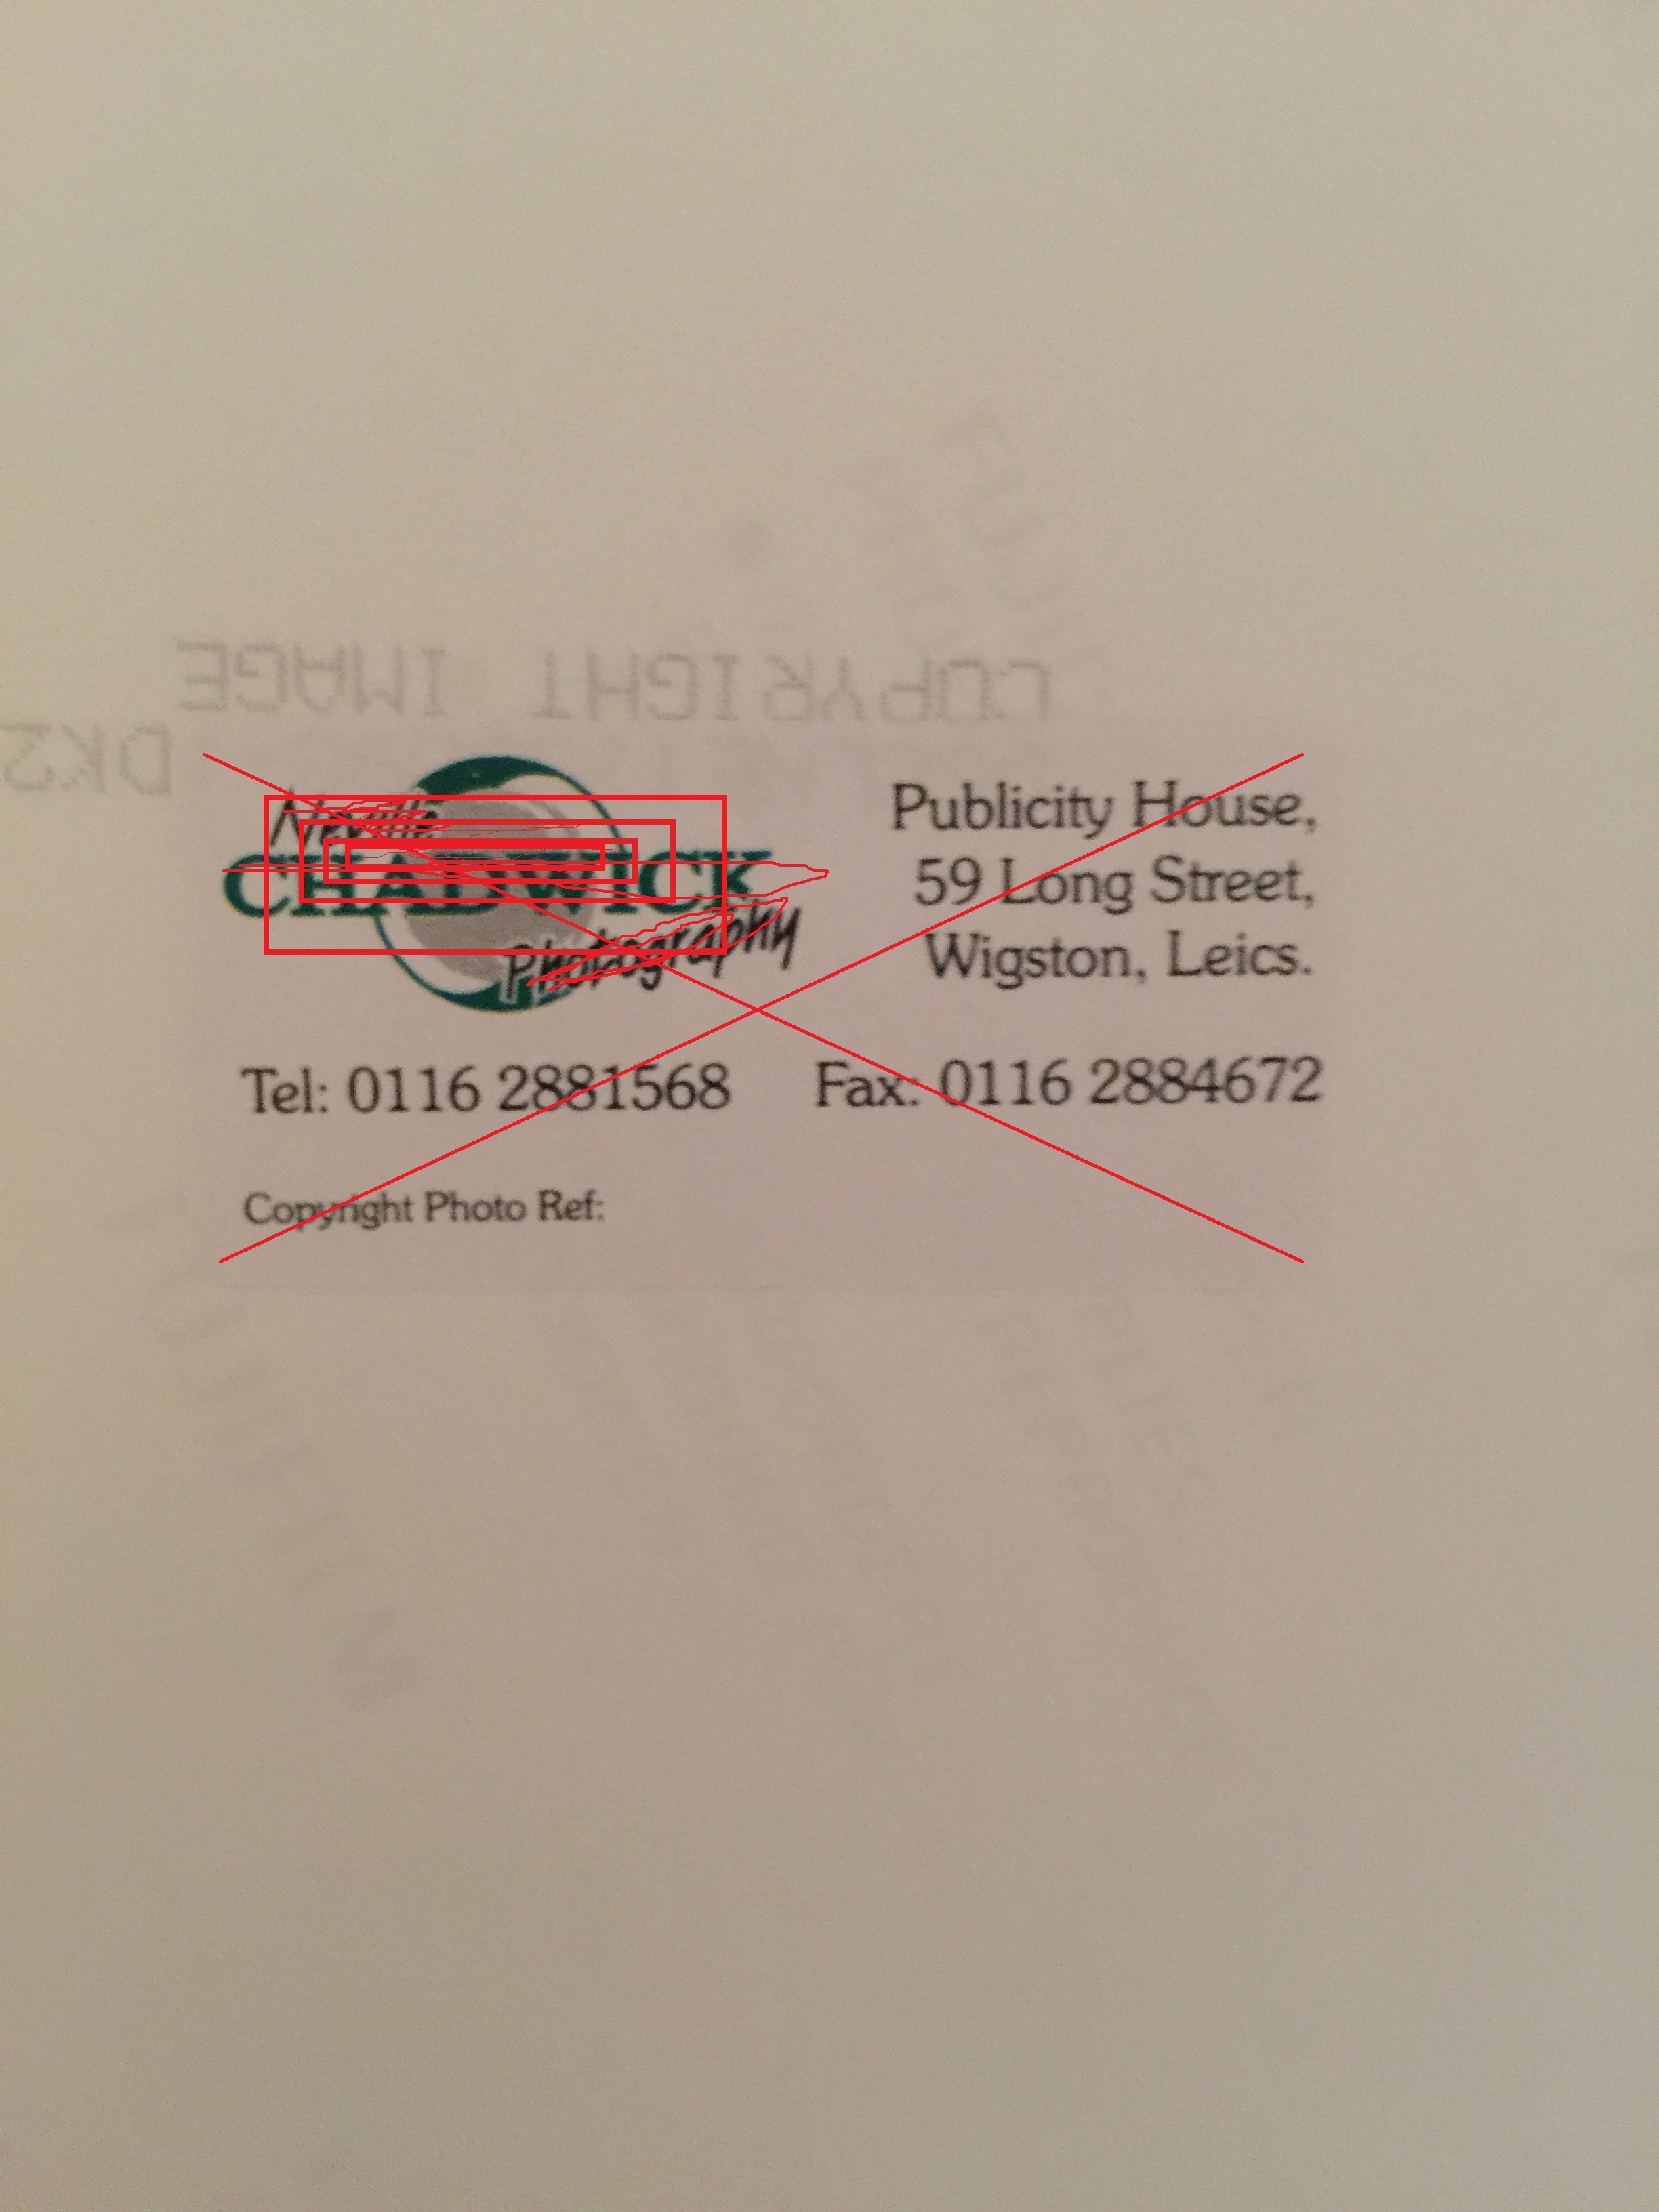 COPYRIGHT IMAGE
DK2
Neville
CHADWICK
Photography
Publicity House,
59 Long Street,
Wigston, Leics.
Tel: 0116 2881568 Fax: 0116 2884672
Copyright Photo Ref: